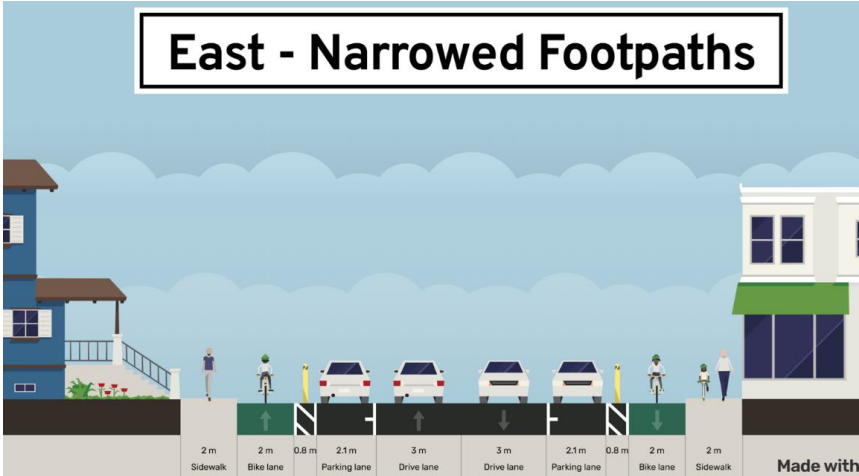 East - Narrowed Footpaths
2 m 2 m 0.8 m 2.1 m 3 m 3 m 2.1 m 0.8 m 2 m 2 m
Sidewalk Bike lane Parking lane Drive lane Drive lane Parking lane Bike lane Sidewalk
Made with